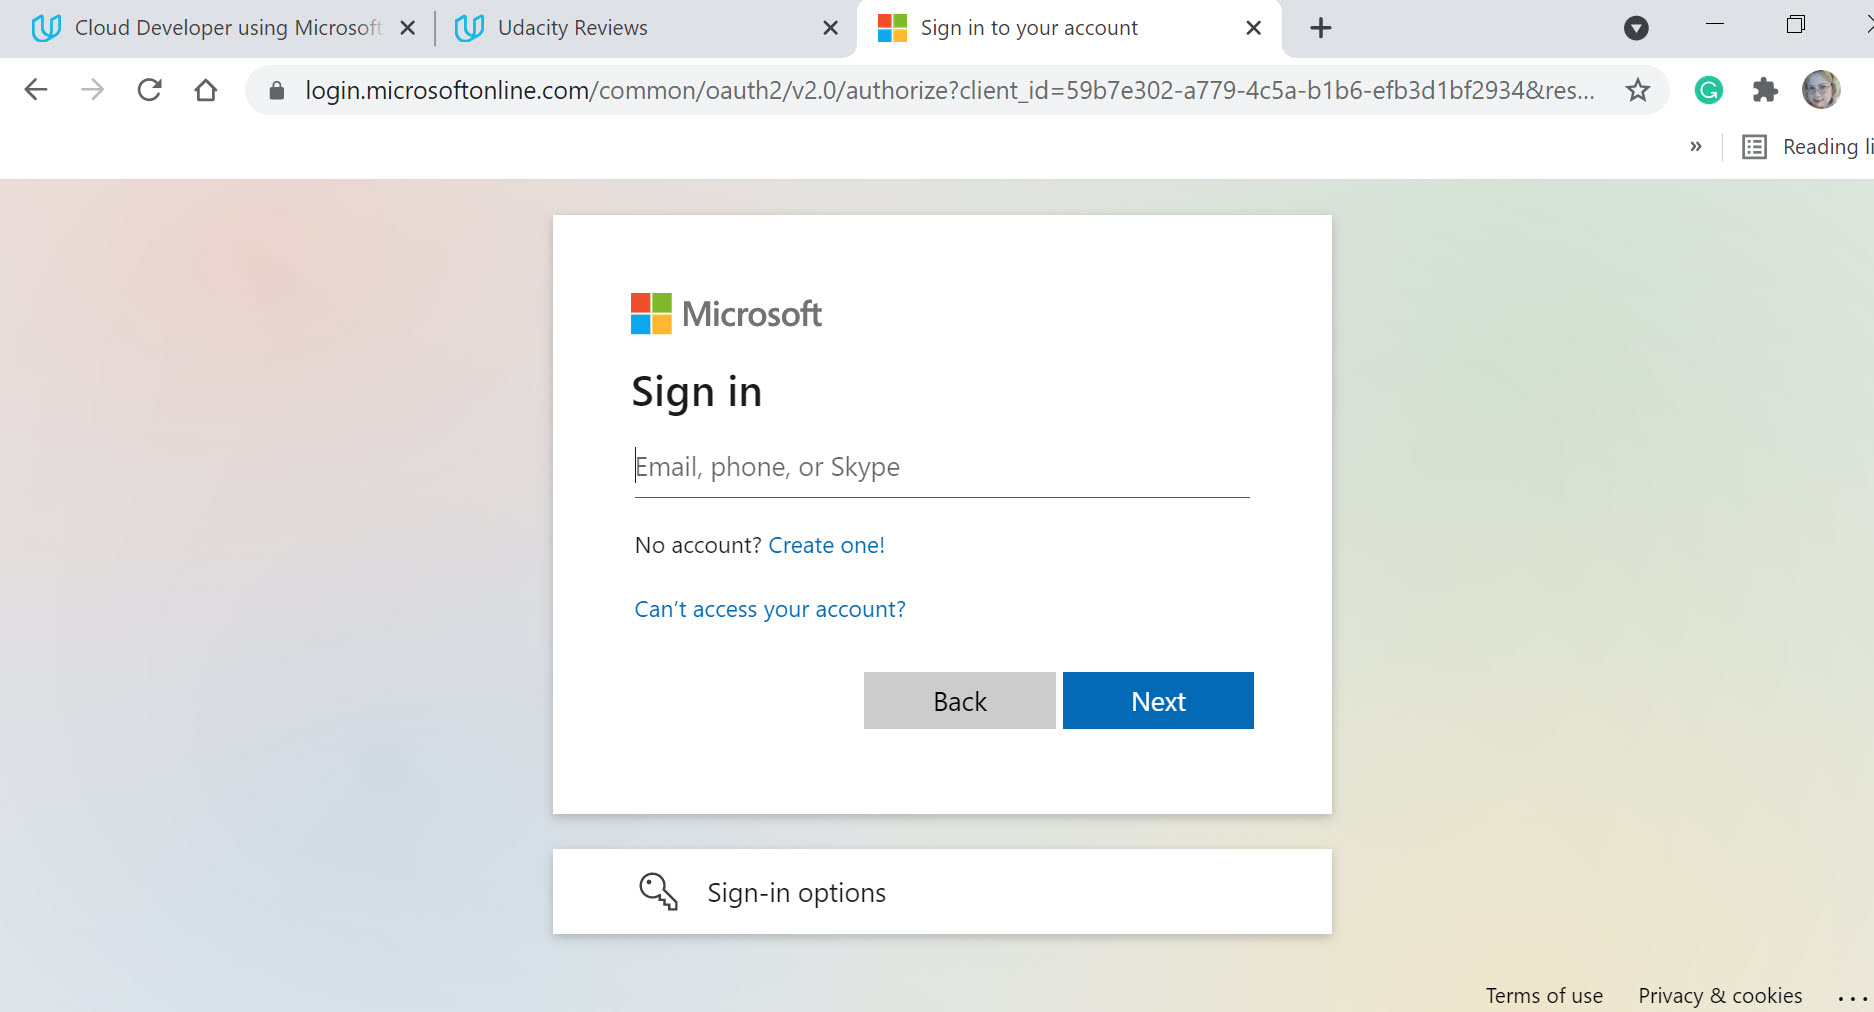 Cloud Developer using Microsoft
Udacity Reviews
Sign in to your account
login.microsoftonline.com/common/oauth2/v2.0/authorize?client_id=59b7e302-a779-4c5a-b1b6-efb3d1bf2934&res...
»
Reading li
Microsoft
Sign in
Email, phone, or Skype
No account? Create one!
Can't access your account?
Back
Next
Sign-in options
Terms of use
Privacy & cookies
...